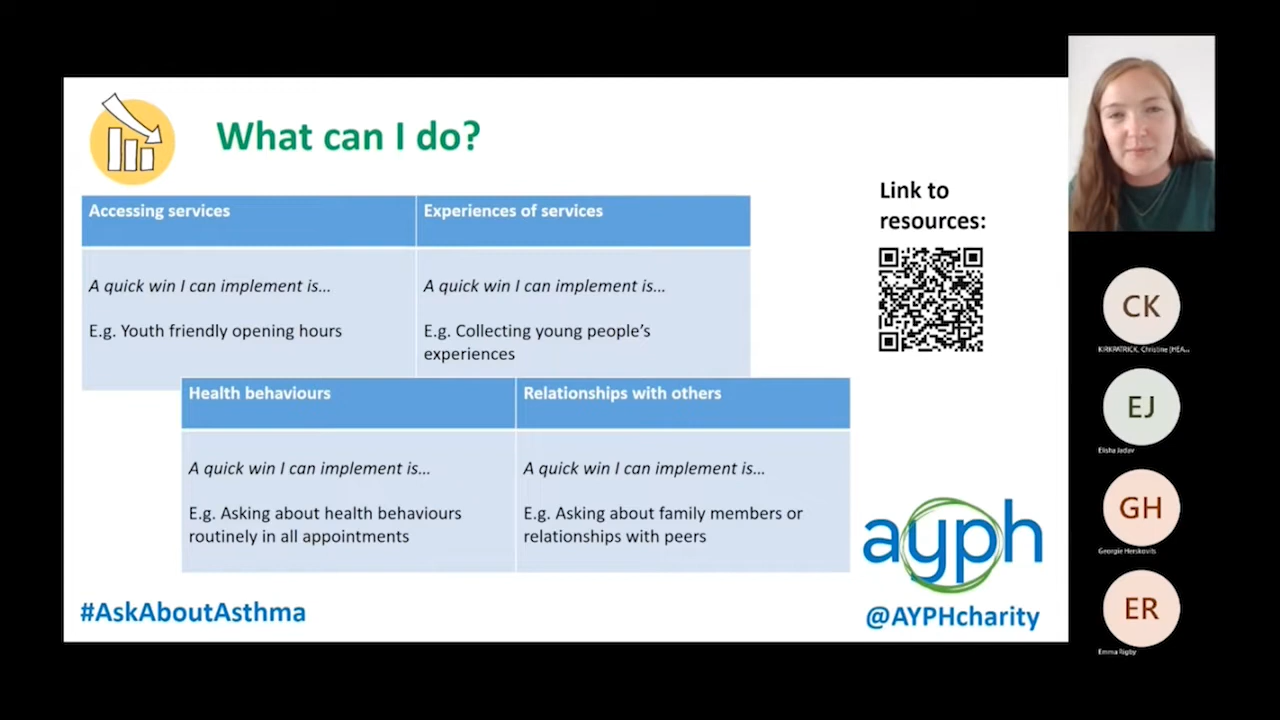 What can I do?
Accessing services
Experiences of services
A quick win I can implement is...
E.g. Youth friendly opening hours
A quick win I can implement is...
E.g. Collecting young people's
experiences
Health behaviours
Relationships with others
A quick win I can implement is...
E.g. Asking about health behaviours
routinely in all appointments
A quick win I can implement is...
E.g. Asking about family members or
relationships with peers
Link to
resources:
ayph
@AYPHcharity
#AskAboutAsthma
CK
KIRKPATRICK, Christine (HEA...
EJ
Elisha Jadav
GH
Georgie Herskovits
ER
Emma Rigby